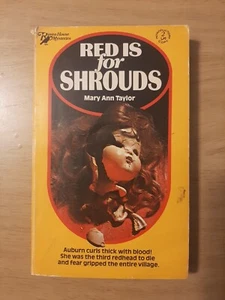 RED IS
for
SHROUDS
Mary Ann Taylor
Auburn curls thick with blood!
She was the third redhead to die
and fear gripped the entire village.